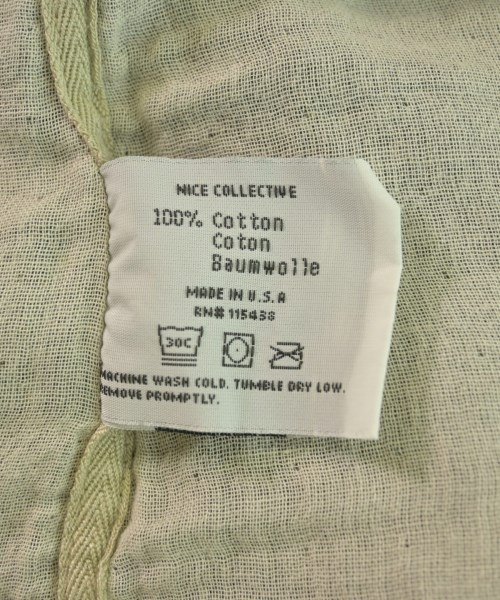 NICE COLLECTIVE
100% Cotton
Coton
Baumwolle
MADE IN U.S.A
RN# 115438
30C
MACHINE WASH COLD. TUMBLE DRY LOW.
REMOVE PROMPTLY.